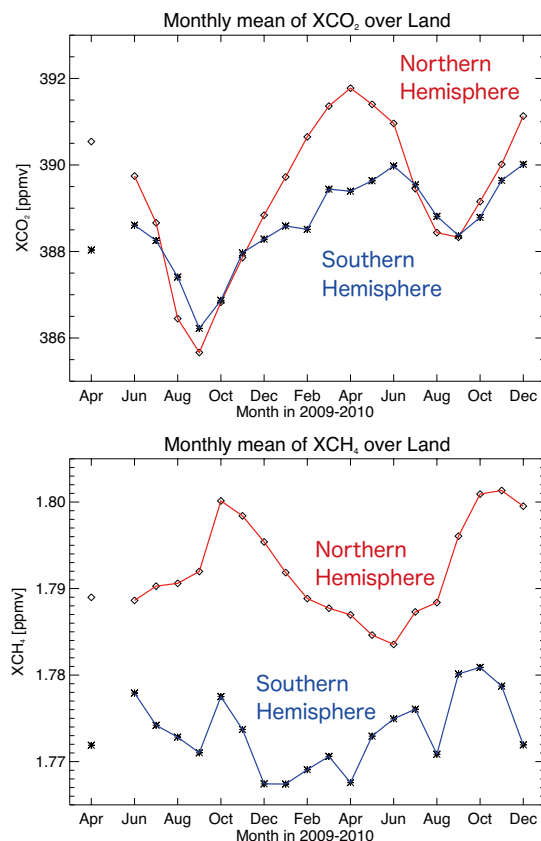 Monthly mean of XCO₂ over Land
392
390
388
386
XCO₂ [ppmv]
Northern
Hemisphere
Southern
Hemisphere
Apr Jun Aug Oct Dec Feb Apr Jun Aug Oct Dec
Month in 2009-2010
Monthly mean of XCH₄ over Land
1.80
1.79
1.78
1.77
XCH₄ [ppmv]
Northern
Hemisphere
Southern
Hemisphere
Apr Jun Aug Oct Dec Feb Apr Jun Aug Oct Dec
Month in 2009-2010